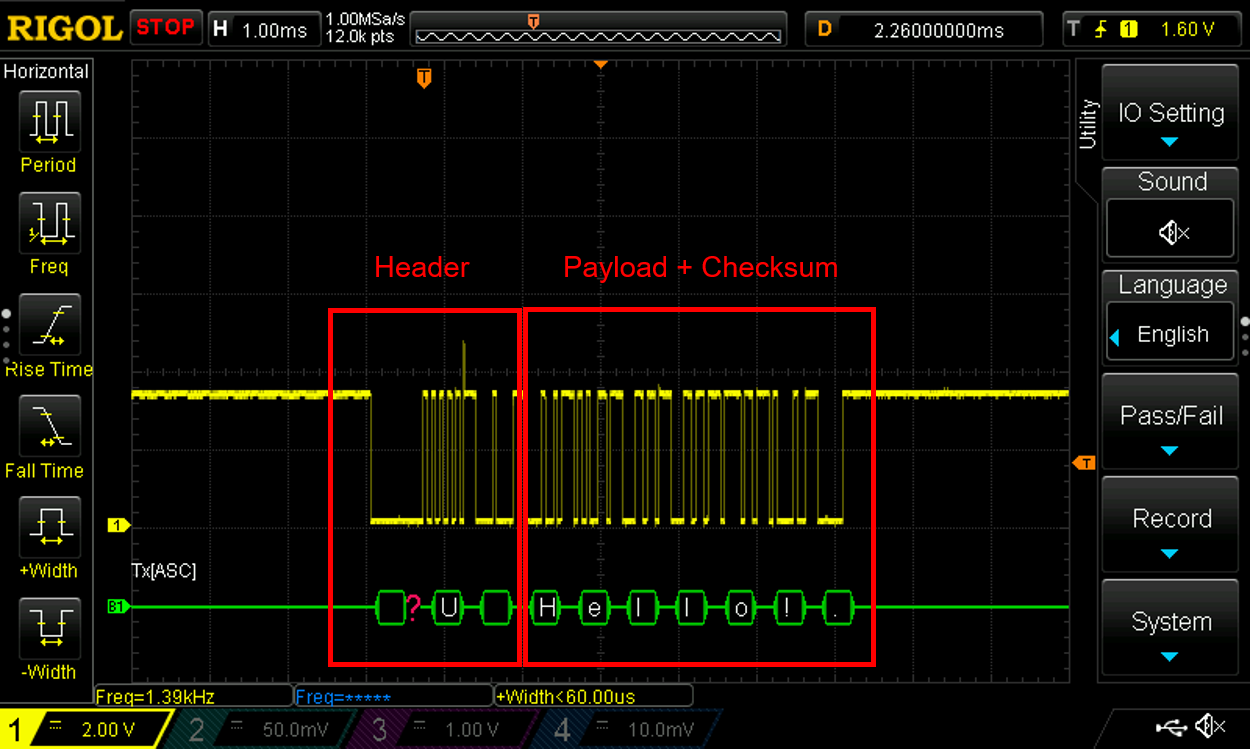 RIGOL STOP H 1.00ms 1.00MSa/s 12.0k pts T D 2.26000000ms T 1 1.60 V
Horizontal
Period
Freq
Rise Time
Fall Time
+Width
-Width
T
Header
Payload + Checksum
1
T
Tx[ASC]
B1 ? U H e l l o ! .
Freq=1.39kHz Freq=***** +Width<60.00us
1 2.00 V 2 50.0mV 3 1.00 V 4 10.0mV
Utility
IO Setting
Sound
Language
English
Pass/Fail
Record
System